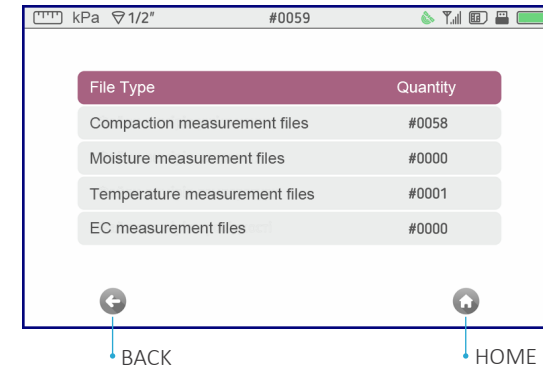 kPa 1/2" #0059
File Type Quantity
Compaction measurement files #0058
Moisture measurement files #0000
Temperature measurement files #0001
EC measurement files #0000
BACK HOME